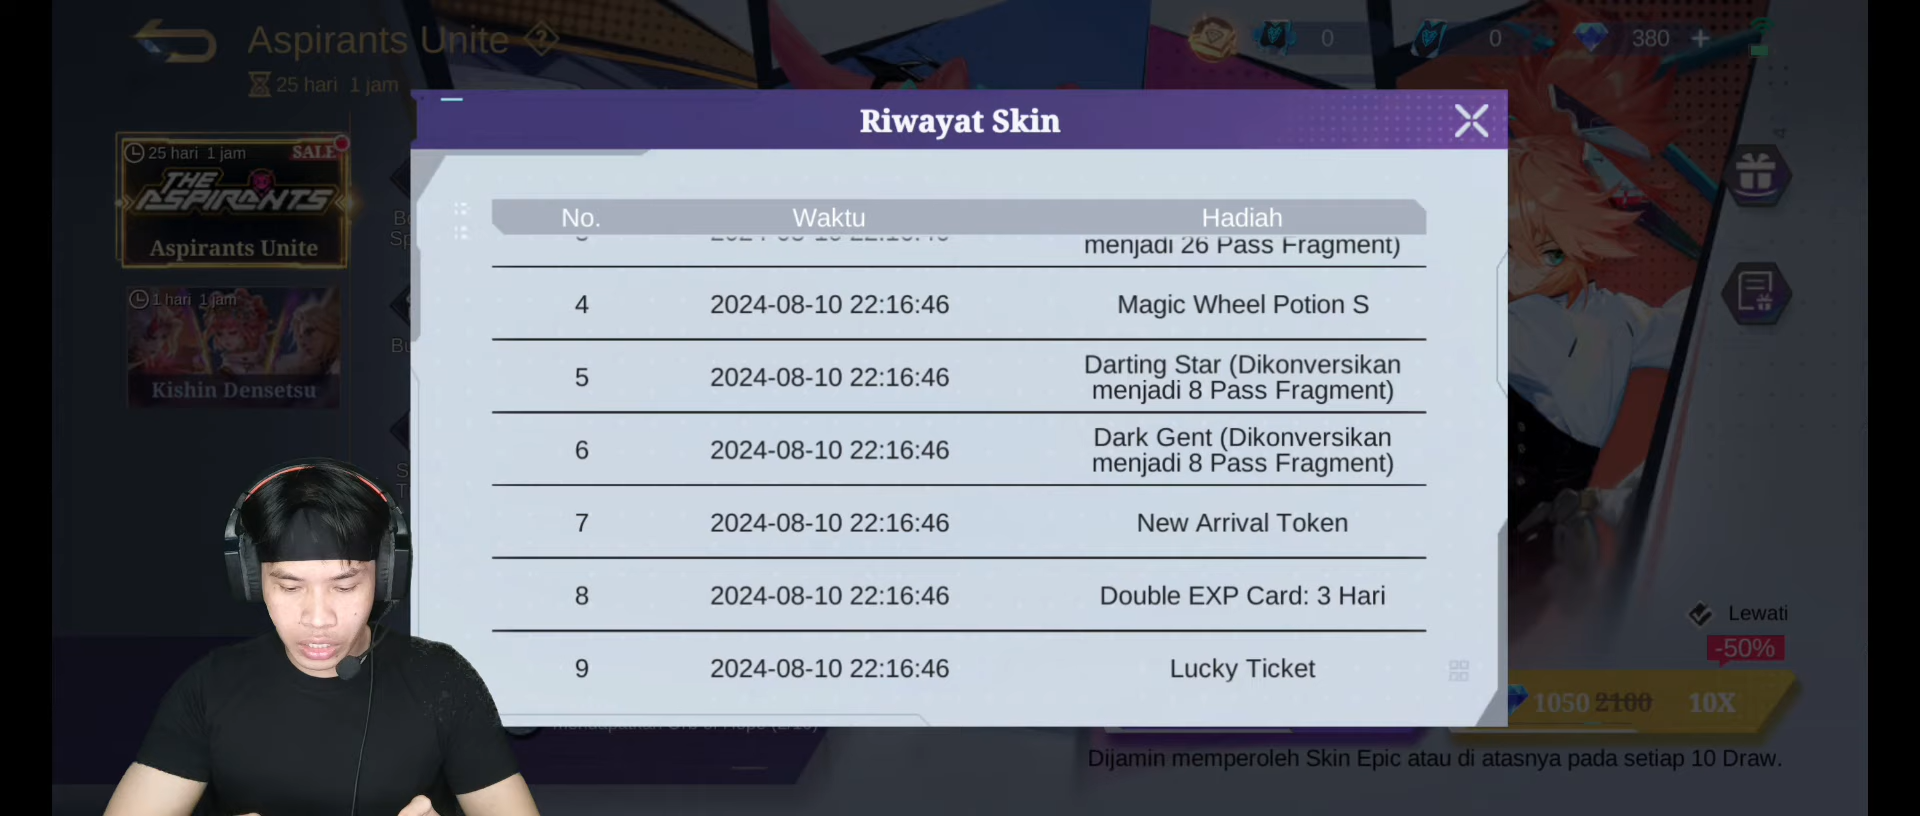 Aspirants Unite
25 hari 1 jam
0
0
380
25 hari 1 jam
SALE
THE
ASPIRANTS
Aspirants Unite
1 hari 1 jam
Kishin Densetsu
Riwayat Skin
No. Waktu Hadiah
menjadi 26 Pass Fragment)
4 2024-08-10 22:16:46 Magic Wheel Potion S
5 2024-08-10 22:16:46 Darting Star (Dikonversikan
menjadi 8 Pass Fragment)
6 2024-08-10 22:16:46 Dark Gent (Dikonversikan
menjadi 8 Pass Fragment)
7 2024-08-10 22:16:46 New Arrival Token
8 2024-08-10 22:16:46 Double EXP Card: 3 Hari
9 2024-08-10 22:16:46 Lucky Ticket
Lewati
-50%
1050 2100 10X
Dijamin memperoleh Skin Epic atau di atasnya pada setiap 10 Draw.